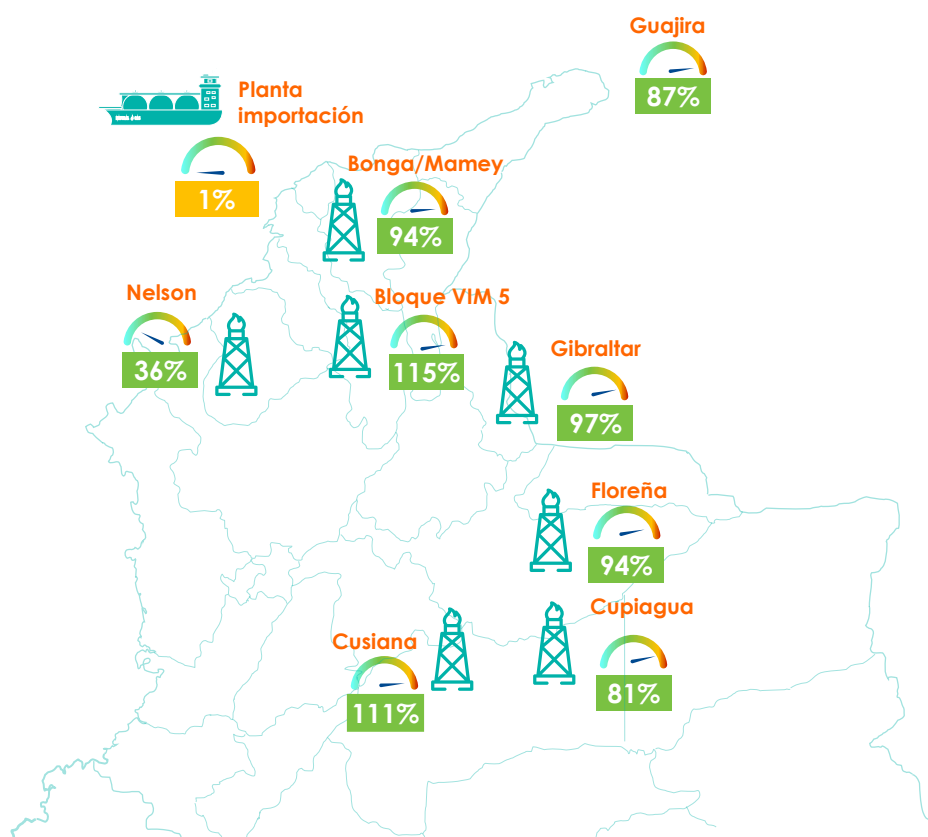 Guajira
87%
Planta
importación
1%
Bonga/Mamey
94%
Nelson
36%
Bloque VIM 5
115%
Gibraltar
97%
Floreña
94%
Cupiagua
81%
Cusiana
111%